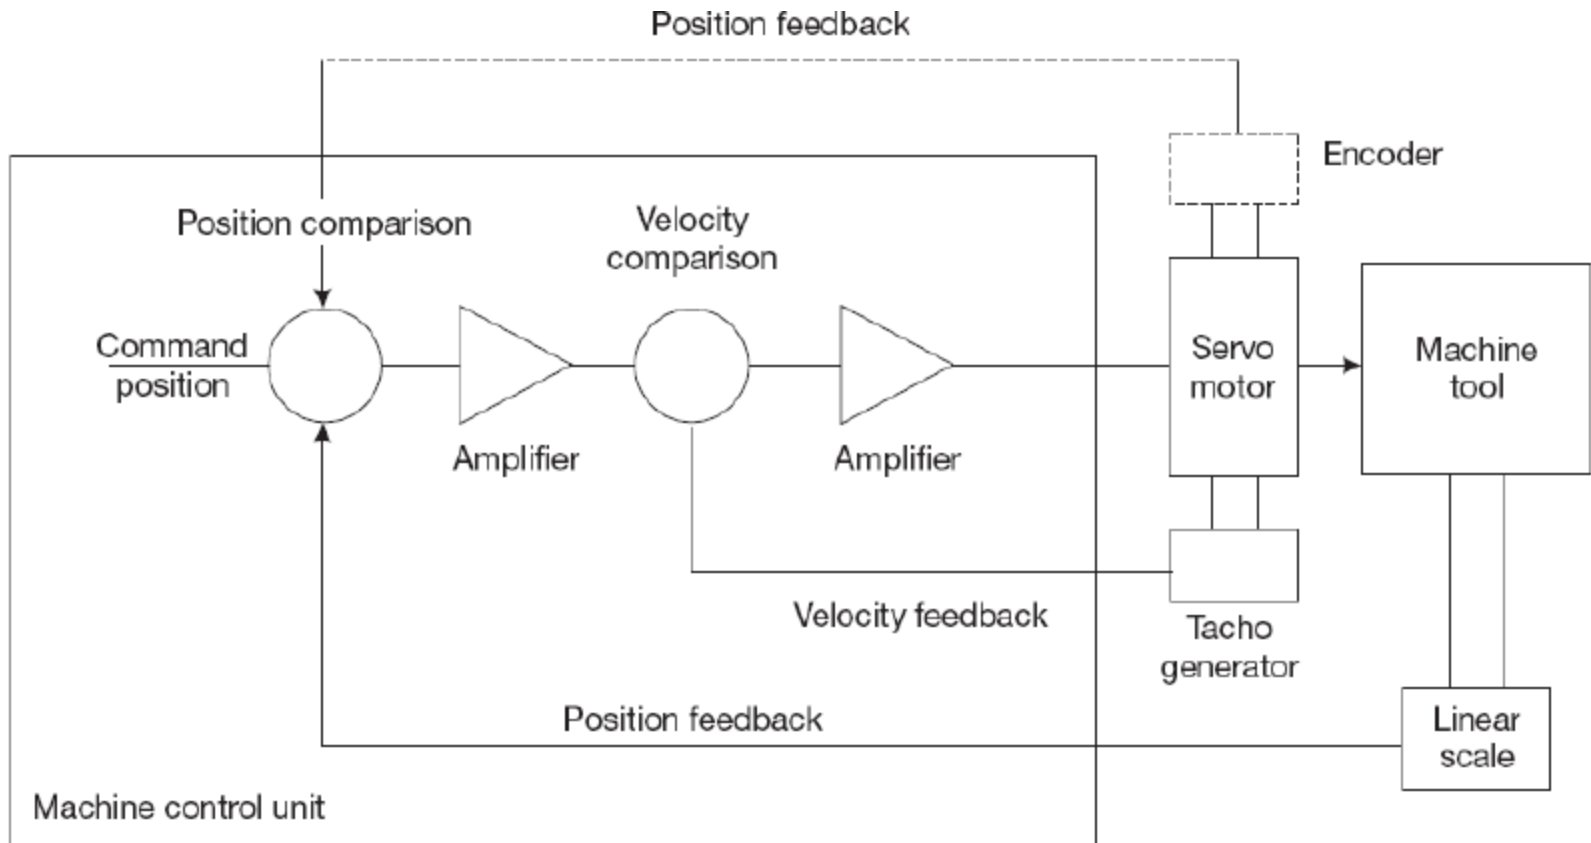 Position feedback
Encoder
Position comparison
Velocity
comparison
Command
position
Amplifier
Amplifier
Servo
motor
Machine
tool
Velocity feedback
Tacho
generator
Position feedback
Linear
scale
Machine control unit